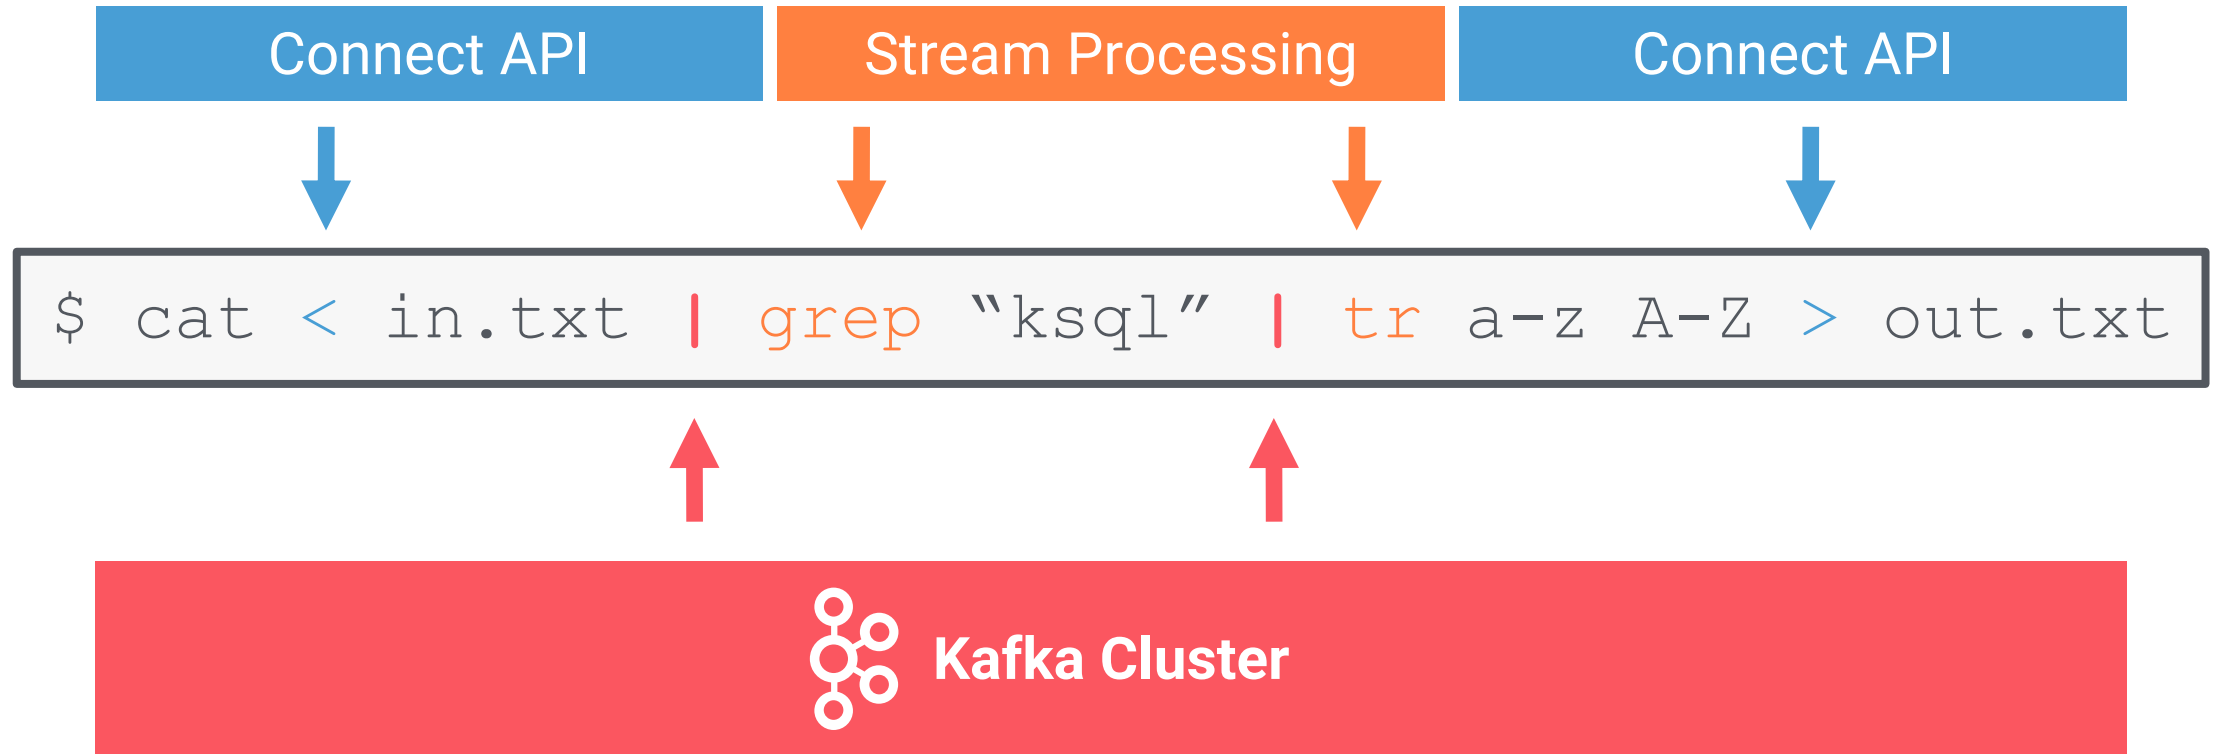 Connect API
Stream Processing
Connect API
$ cat < in.txt | grep “ksql” | tr a-z A-Z > out.txt
Kafka Cluster